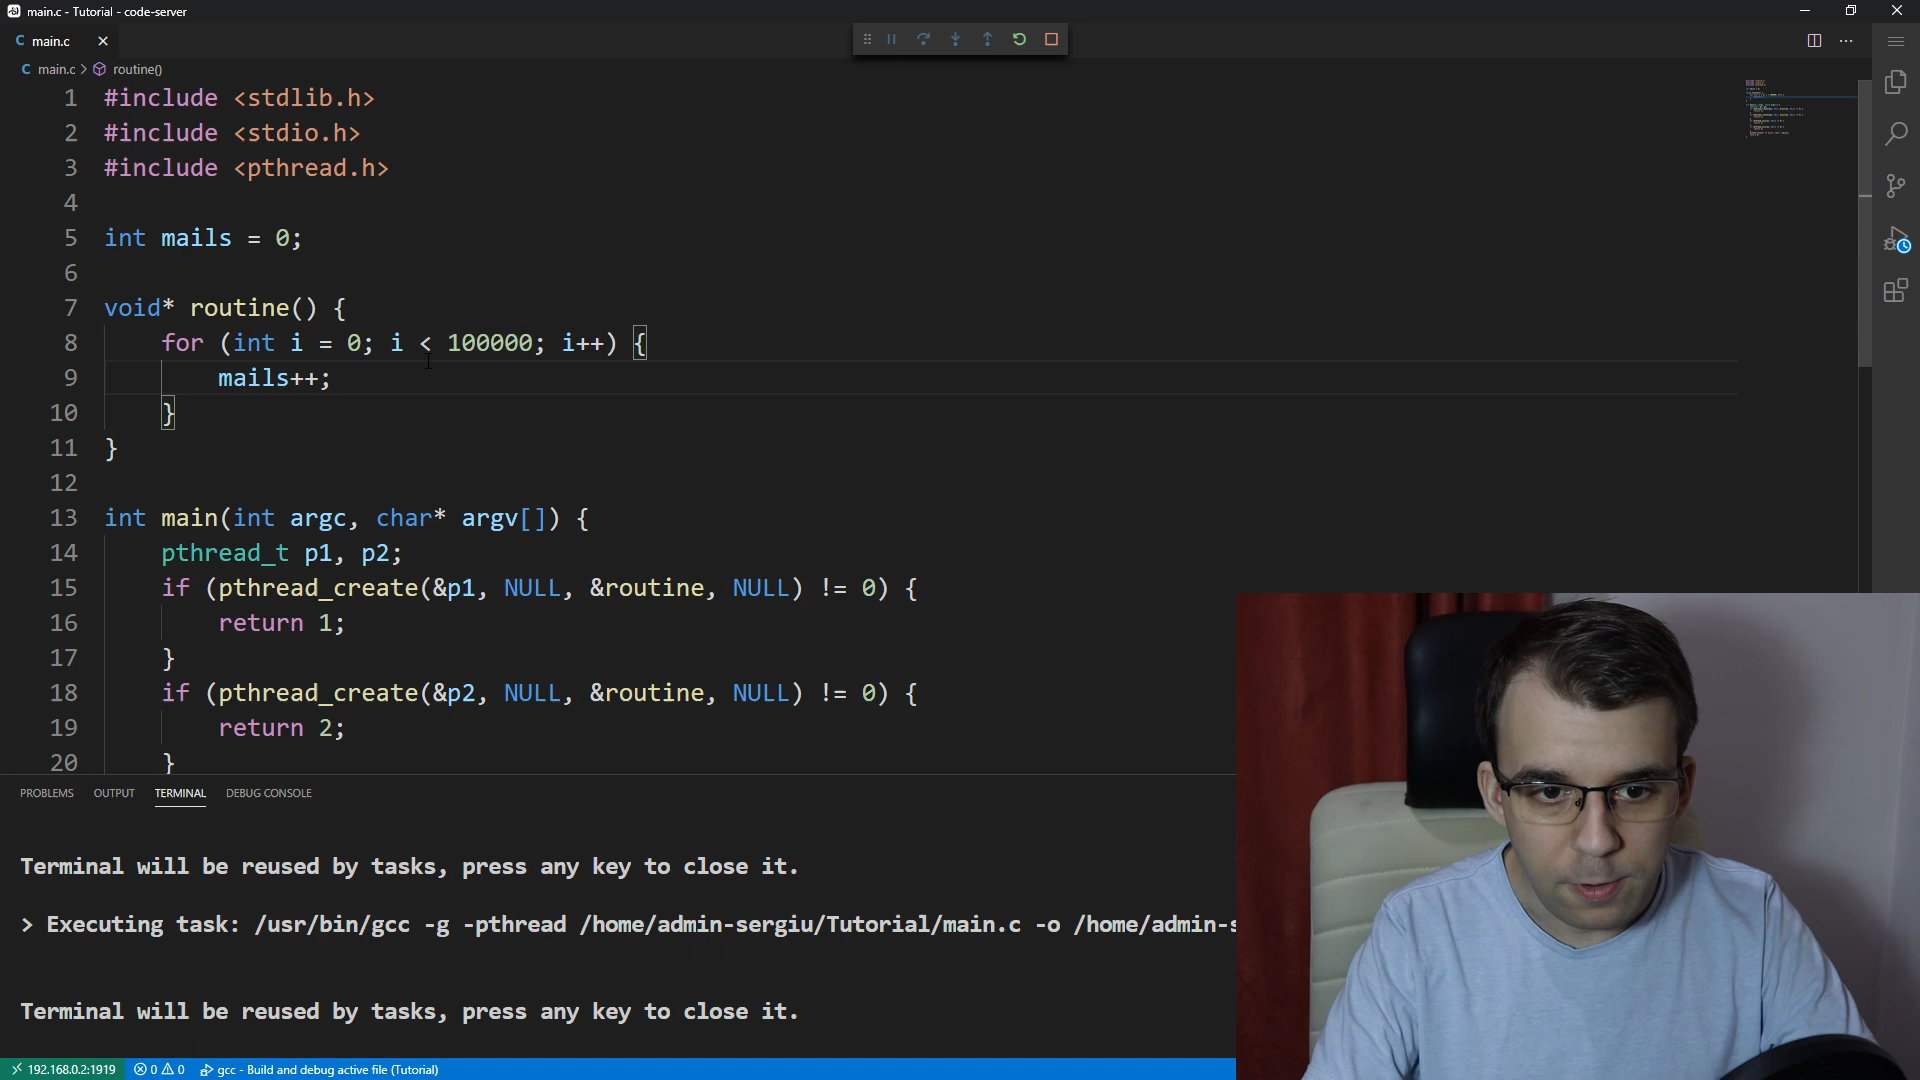 main.c - Tutorial - code-server
C main.c
C main.c > routine()
1 #include <stdlib.h>
2 #include <stdio.h>
3 #include <pthread.h>
4
5 int mails = 0;
6
7 void* routine() {
8 for (int i = 0; i < 100000; i++) {
9 mails++;
10 }
11 }
12
13 int main(int argc, char* argv[]) {
14 pthread_t p1, p2;
15 if (pthread_create(&p1, NULL, &routine, NULL) != 0) {
16 return 1;
17 }
18 if (pthread_create(&p2, NULL, &routine, NULL) != 0) {
19 return 2;
20 }
PROBLEMS OUTPUT TERMINAL DEBUG CONSOLE
Terminal will be reused by tasks, press any key to close it.
> Executing task: /usr/bin/gcc -g -pthread /home/admin-sergiu/Tutorial/main.c -o /home/admin-s
Terminal will be reused by tasks, press any key to close it.
192.168.0.2:1919 0 0 gcc - Build and debug active file (Tutorial)